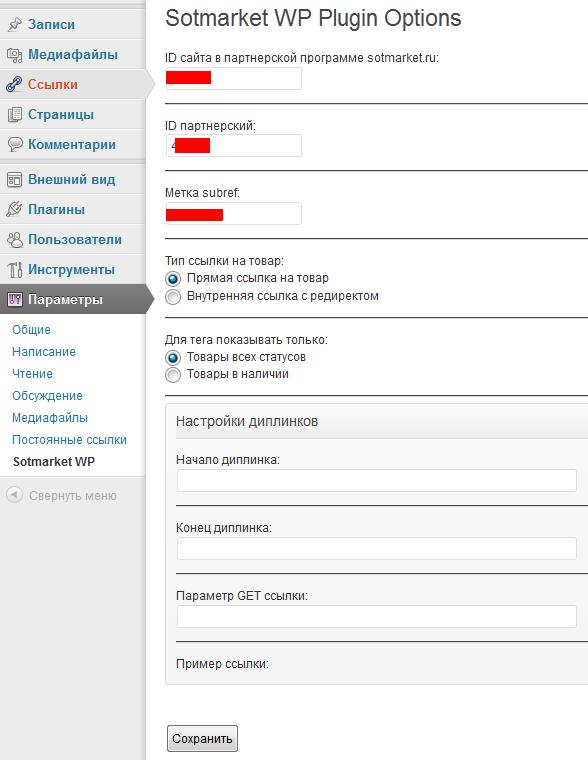 Записи
Медиафайлы
Ссылки
Страницы
Комментарии
Внешний вид
Плагины
Пользователи
Инструменты
Параметры
Общие
Написание
Чтение
Обсуждение
Медиафайлы
Постоянные ссылки
Sotmarket WP
Свернуть меню
Sotmarket WP Plugin Options
ID сайта в партнерской программе sotmarket.ru:
ID партнерский:
Метка subref:
Тип ссылки на товар:
Прямая ссылка на товар
Внутренняя ссылка с редиректом
Для тега показывать только:
Товары всех статусов
Товары в наличии
Настройки диплинков
Начало диплинка:
Конец диплинка:
Параметр GET ссылки:
Пример ссылки:
Сохранить